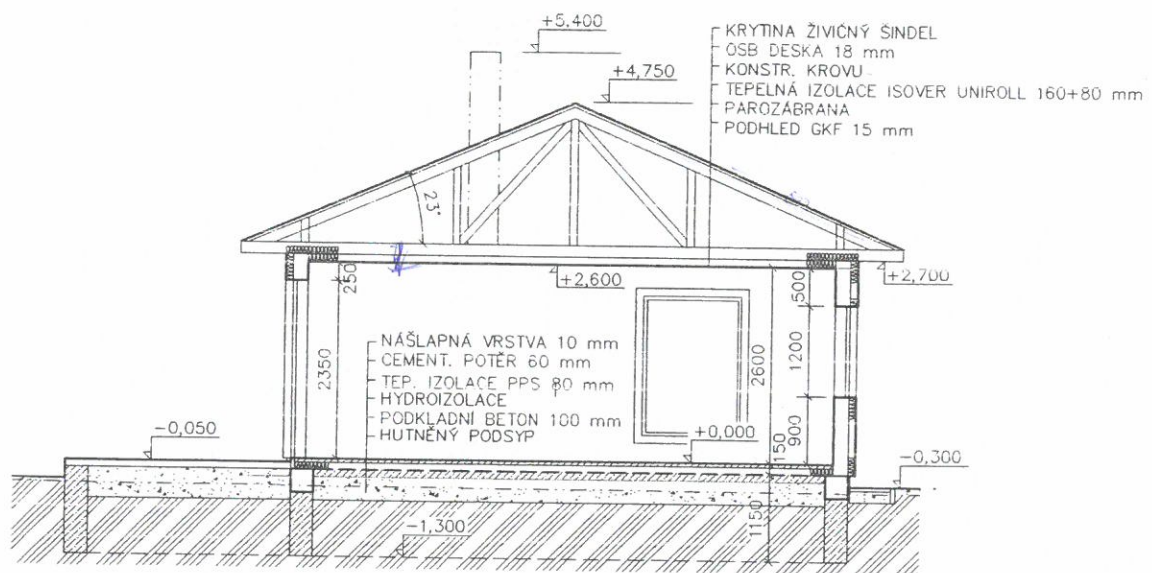 +5.400
+4,750
KRYTINA ŽIVIČNÝ ŠINDEL
OSB DESKA 18 mm
KONSTR. KROVU
TEPELNÁ IZOLACE ISOVER UNIROLL 160+80 mm
PAROZÁBRANA
PODHLED GKF 15 mm
23°
250
+2,600
500
+2,700
2350
NÁŠLAPNÁ VRSTVA 10 mm
CEMENT. POTĚR 60 mm
TEP. IZOLACE PPS 80 mm
HYDROIZOLACE
PODKLADNÍ BETON 100 mm
HUTNĚNÝ PODSYP
2600
1200
900
-0,050
+0,000
150
-0,300
-1,300
1150